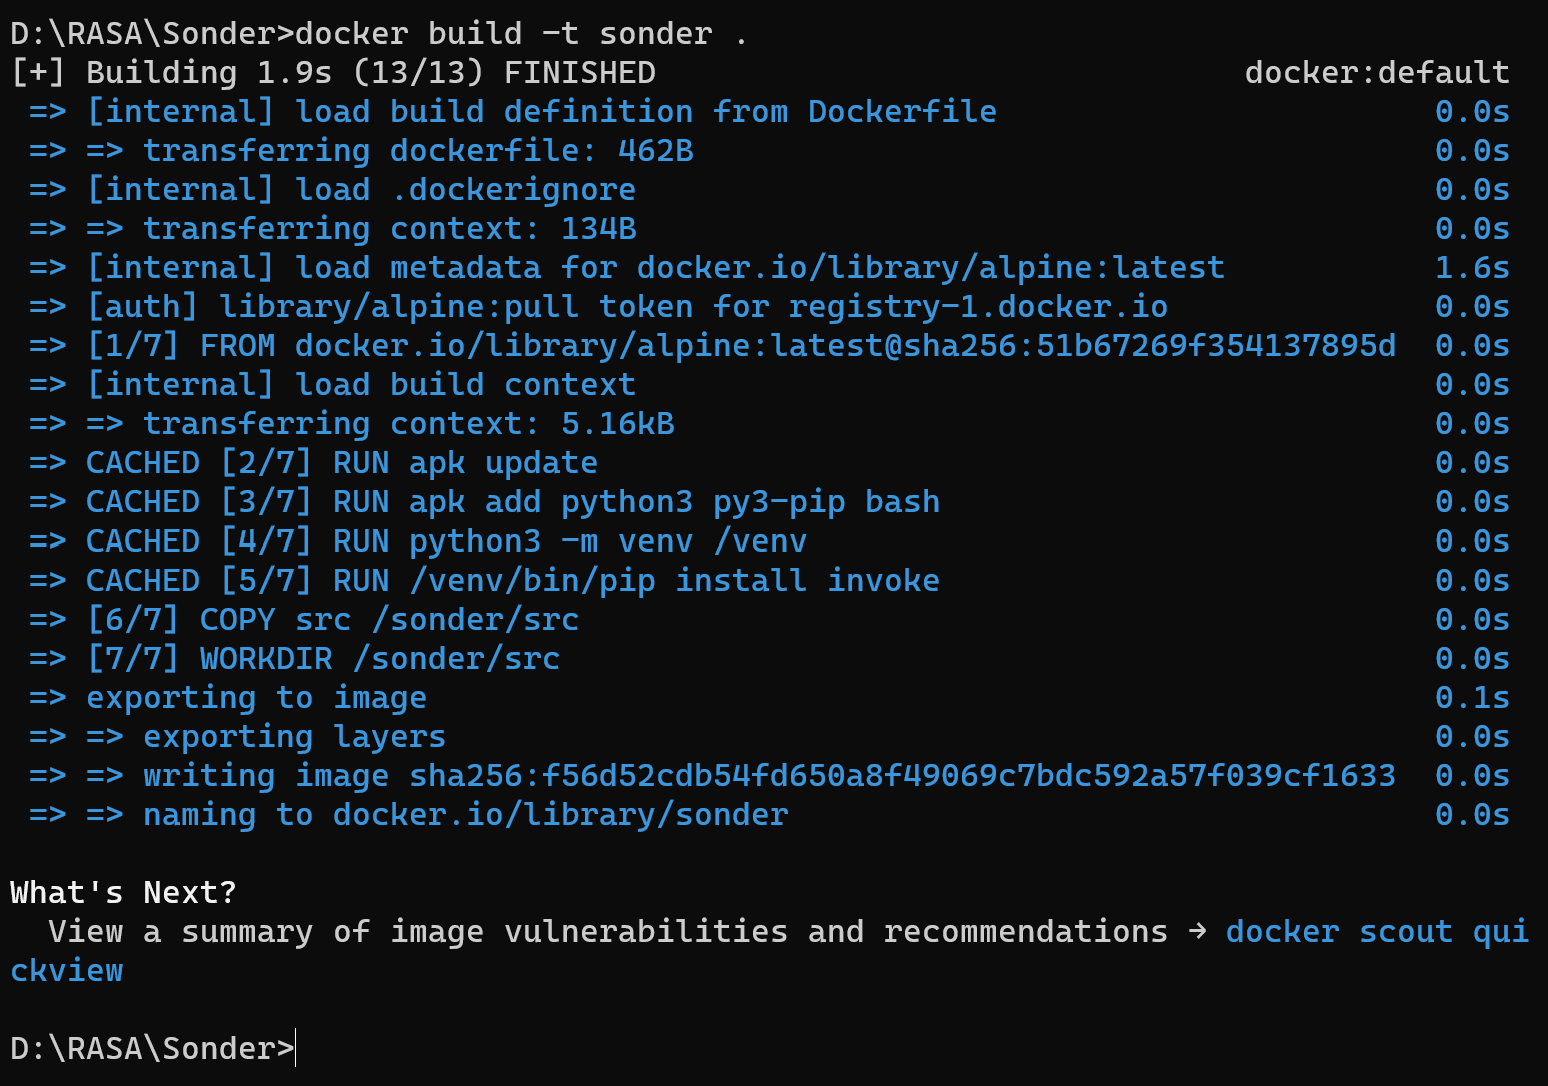 D:\RASA\Sonder>docker build -t sonder .
[+] Building 1.9s (13/13) FINISHED docker:default
=> [internal] load build definition from Dockerfile 0.0s
=> => transferring dockerfile: 462B 0.0s
=> [internal] load .dockerignore 0.0s
=> => transferring context: 134B 0.0s
=> [internal] load metadata for docker.io/library/alpine:latest 1.6s
=> [auth] library/alpine:pull token for registry-1.docker.io 0.0s
=> [1/7] FROM docker.io/library/alpine:latest@sha256:51b67269f354137895d 0.0s
=> [internal] load build context 0.0s
=> => transferring context: 5.16kB 0.0s
=> CACHED [2/7] RUN apk update 0.0s
=> CACHED [3/7] RUN apk add python3 py3-pip bash 0.0s
=> CACHED [4/7] RUN python3 -m venv /venv 0.0s
=> CACHED [5/7] RUN /venv/bin/pip install invoke 0.0s
=> [6/7] COPY src /sonder/src 0.0s
=> [7/7] WORKDIR /sonder/src 0.0s
=> exporting to image 0.1s
=> => exporting layers 0.0s
=> => writing image sha256:f56d52cdb54fd650a8f49069c7bdc592a57f039cf1633 0.0s
=> => naming to docker.io/library/sonder 0.0s
What's Next?
View a summary of image vulnerabilities and recommendations → docker scout qui
ckview
D:\RASA\Sonder>